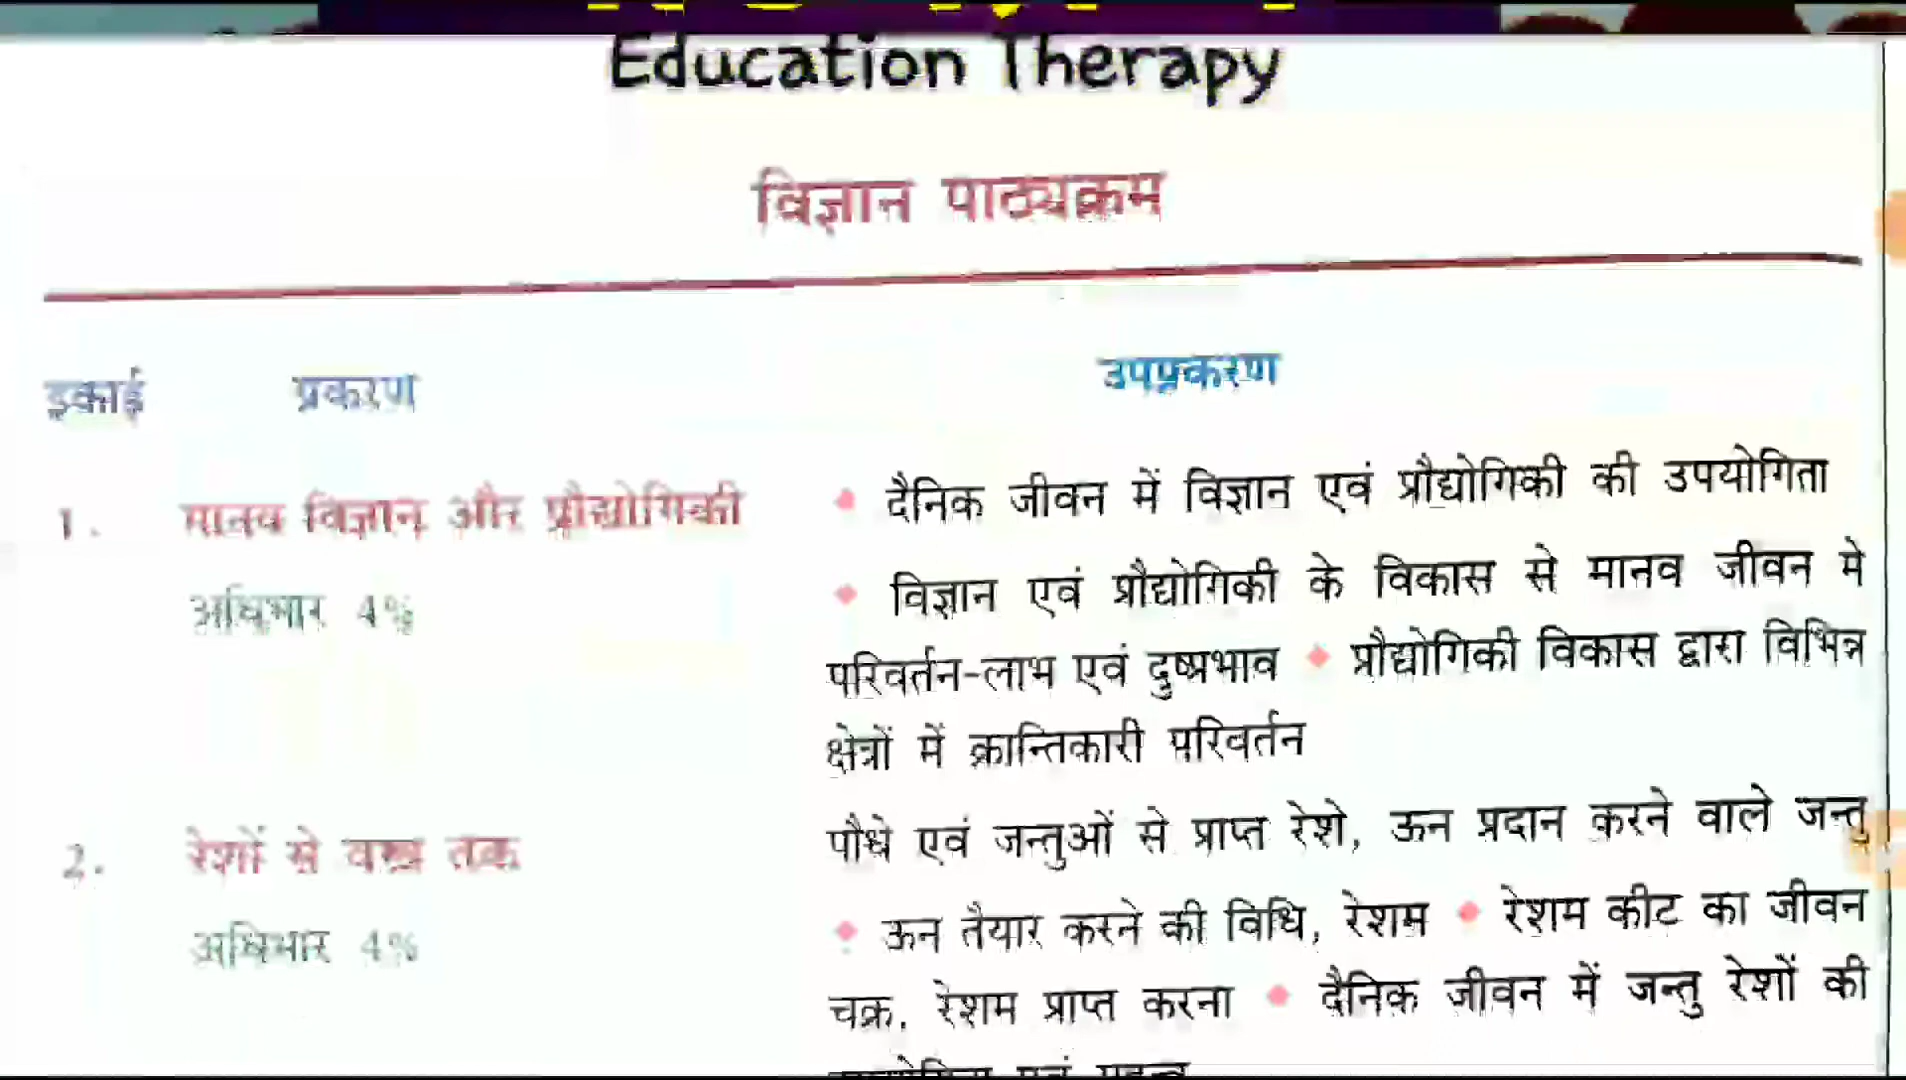 Education Therapy
विज्ञान पाठ्यक्रम
इकाई प्रकरण उपप्रकरण
1. मानव विज्ञान और प्रौद्योगिकी
अधिभार 4%
• दैनिक जीवन में विज्ञान एवं प्रौद्योगिकी की उपयोगिता
• विज्ञान एवं प्रौद्योगिकी के विकास से मानव जीवन मे
परिवर्तन-लाभ एवं दुष्प्रभाव • प्रौद्योगिकी विकास द्वारा विभिन्न
क्षेत्रों में क्रान्तिकारी परिवर्तन
2. रेशों से वस्त्र तक
अधिभार 4%
पौधे एवं जन्तुओं से प्राप्त रेशे, ऊन प्रदान करने वाले जन्तु
• ऊन तैयार करने की विधि, रेशम • रेशम कीट का जीवन
चक्र, रेशम प्राप्त करना • दैनिक जीवन में जन्तु रेशों की